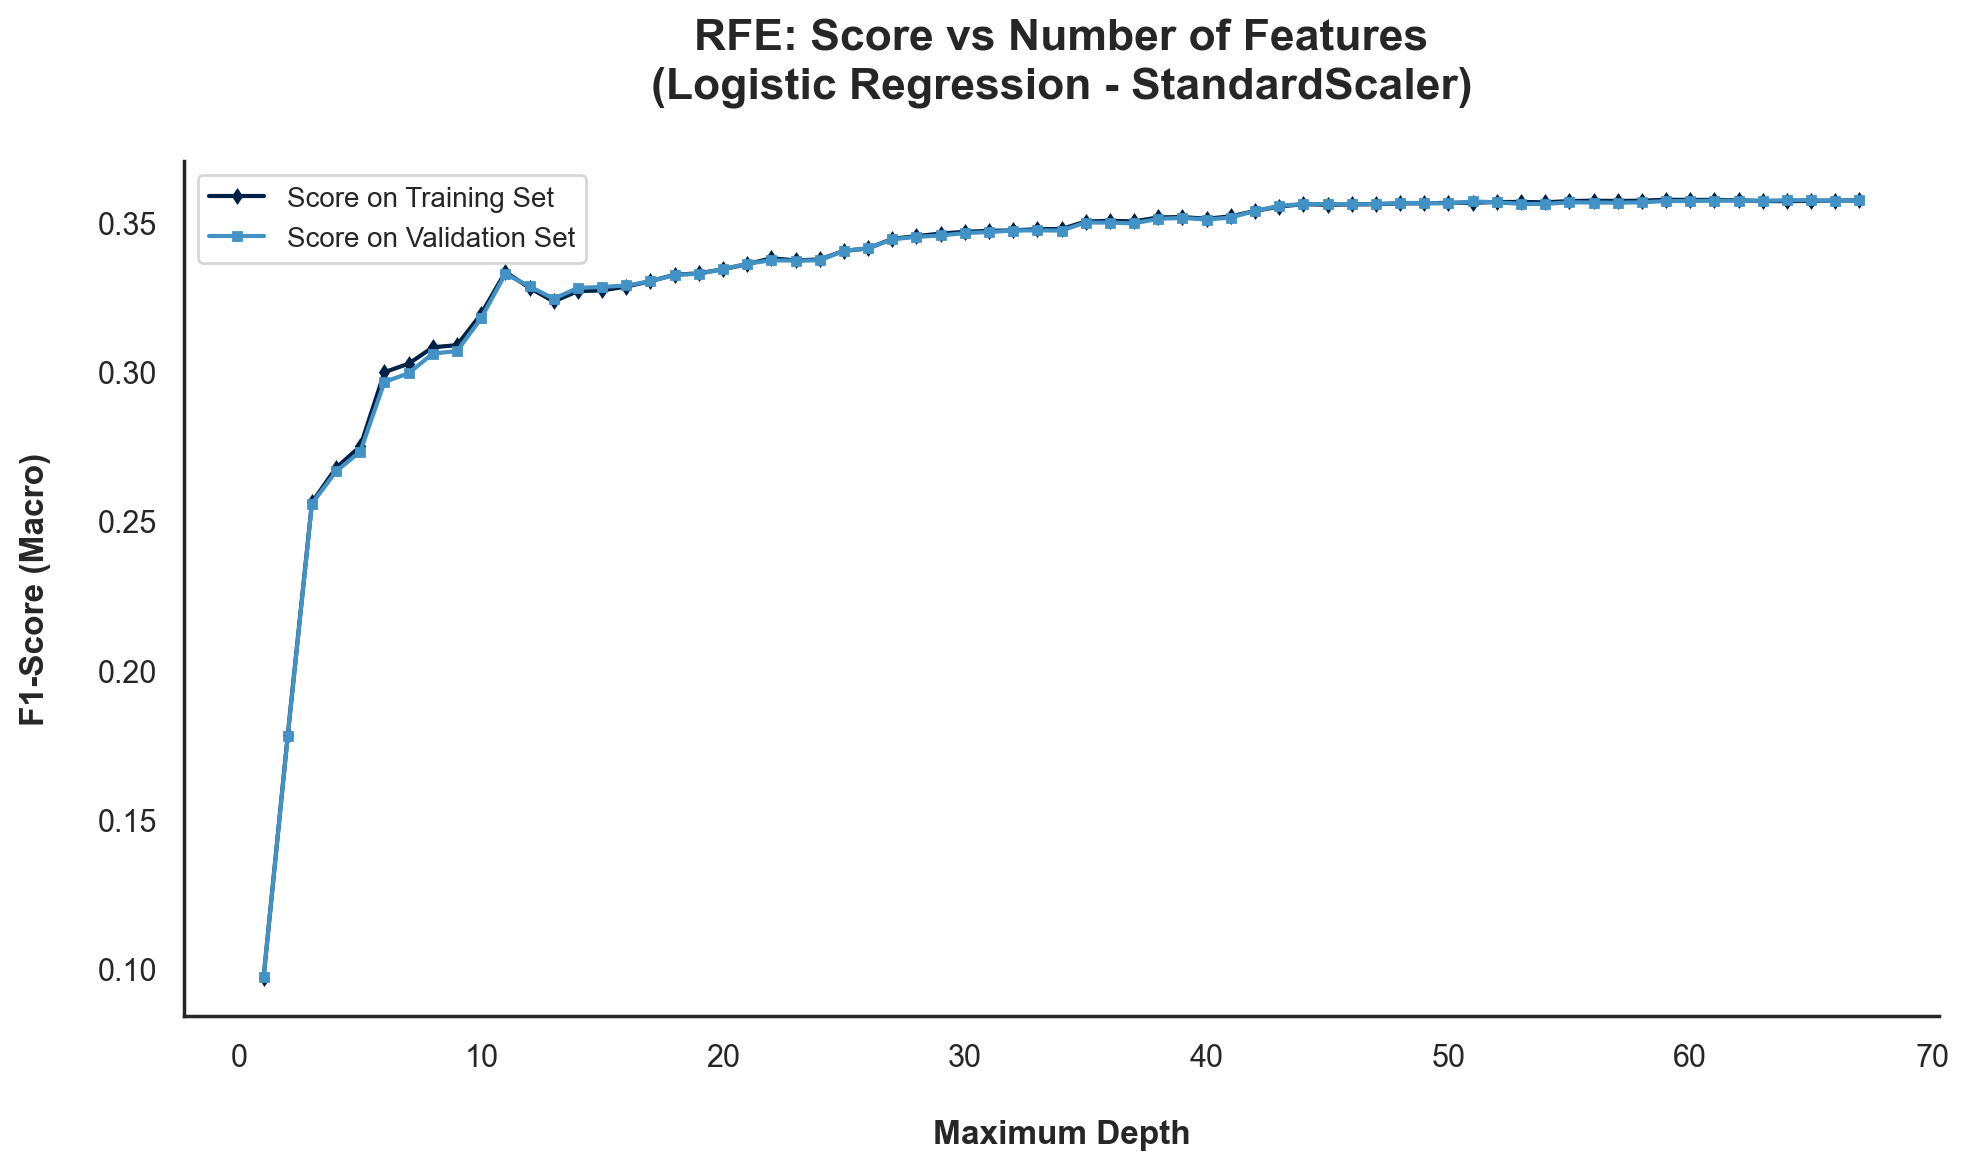 RFE: Score vs Number of Features
(Logistic Regression - StandardScaler)
Score on Training Set
Score on Validation Set
F1-Score (Macro)
0.35
0.30
0.25
0.20
0.15
0.10
0 10 20 30 40 50 60 70
Maximum Depth